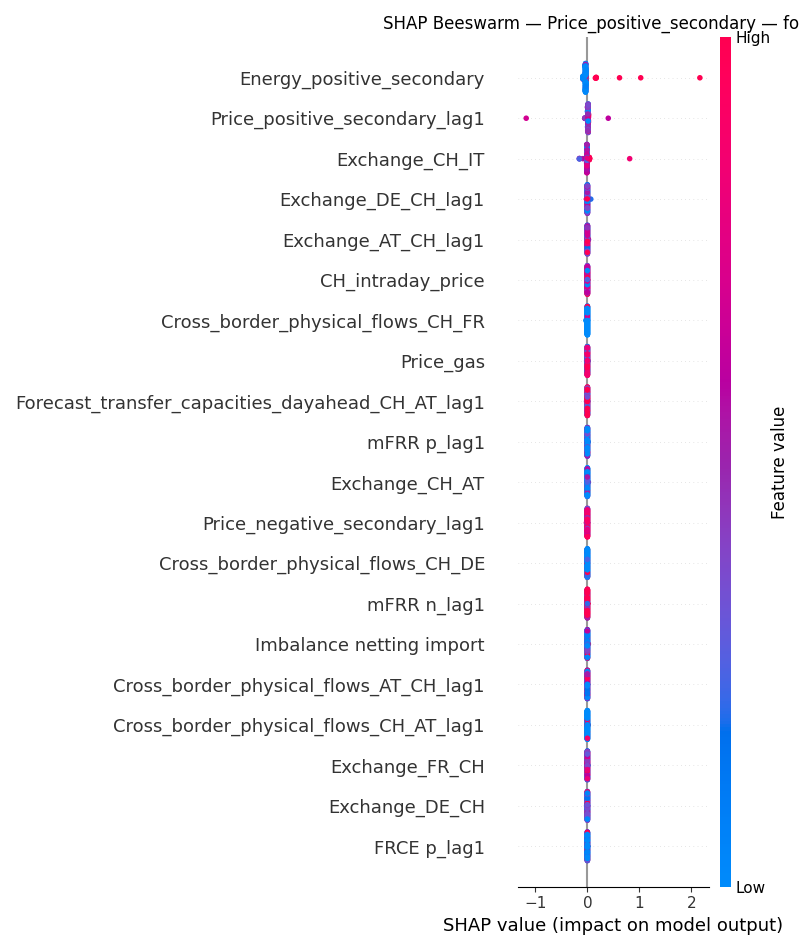 SHAP Beeswarm — Price_positive_secondary — fo
High
Energy_positive_secondary
Price_positive_secondary_lag1
Exchange_CH_IT
Exchange_DE_CH_lag1
Exchange_AT_CH_lag1
CH_intraday_price
Cross_border_physical_flows_CH_FR
Price_gas
Forecast_transfer_capacities_dayahead_CH_AT_lag1
mFRR p_lag1
Exchange_CH_AT
Price_negative_secondary_lag1
Cross_border_physical_flows_CH_DE
mFRR n_lag1
Imbalance netting import
Cross_border_physical_flows_AT_CH_lag1
Cross_border_physical_flows_CH_AT_lag1
Exchange_FR_CH
Exchange_DE_CH
FRCE p_lag1
Feature value
Low
−1 0 1 2
SHAP value (impact on model output)